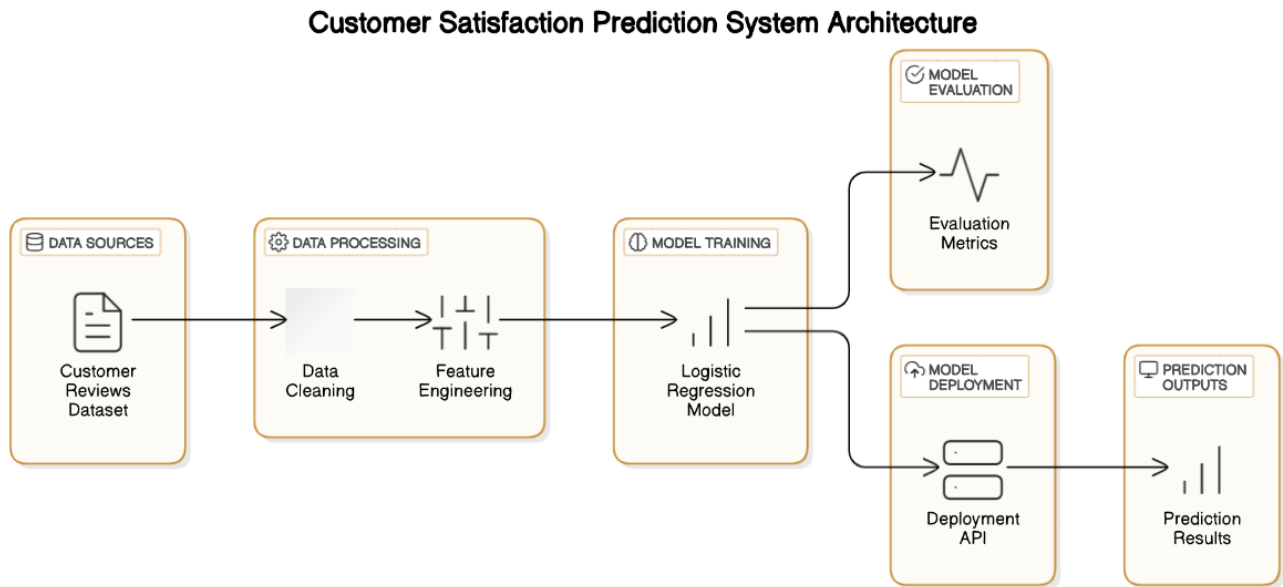 Customer Satisfaction Prediction System Architecture
MODEL
EVALUATION
Evaluation
Metrics
DATA SOURCES
Customer
Reviews
Dataset
DATA PROCESSING
Data
Cleaning
Feature
Engineering
MODEL TRAINING
Logistic
Regression
Model
MODEL
DEPLOYMENT
Deployment
API
PREDICTION
OUTPUTS
Prediction
Results